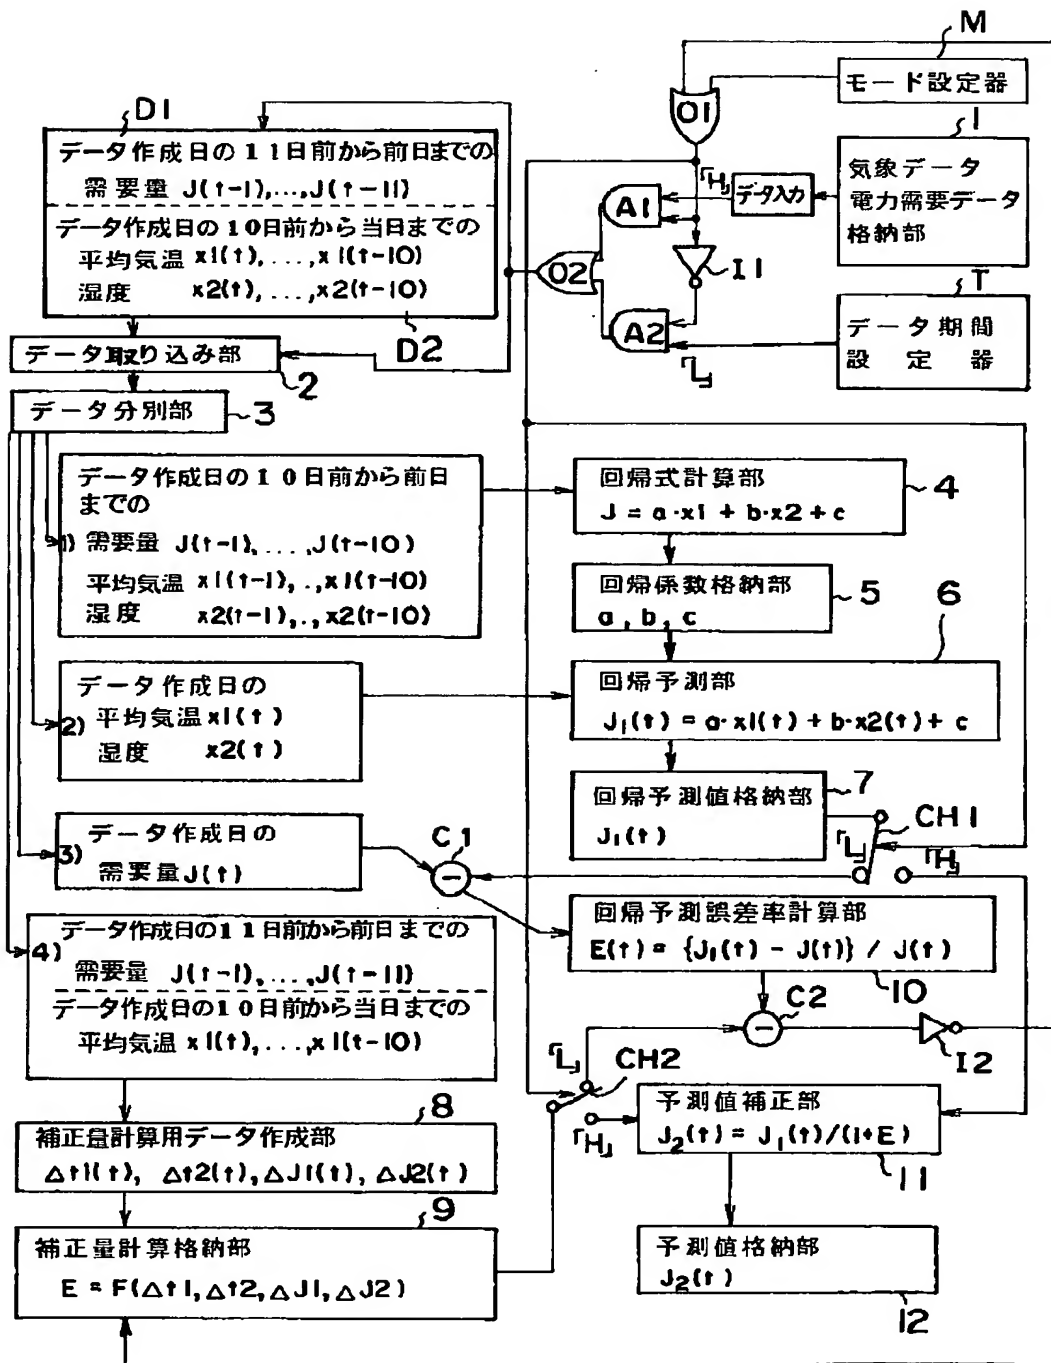 M
モード設定器
O1
D1
データ作成日の11日前から前日までの
需要量 J(t-1),...,J(t-11)
データ作成日の10日前から当日までの
平均気温 x1(t),...,x1(t-10)
湿度 x2(t),...,x2(t-10)
D2
1
気象データ
電力需要データ
格納部
データ入力
「H」
A1
O2
I1
A2
「L」
T
データ期間
設定器
データ取り込み部
2
データ分別部
3
データ作成日の10日前から前日
までの
1) 需要量 J(t-1),...,J(t-10)
平均気温 x1(t-1),.,x1(t-10)
湿度 x2(t-1),.,x2(t-10)
回帰式計算部
J = a·x1 + b·x2 + c
4
回帰係数格納部
a, b, c
5
6
データ作成日の
2) 平均気温 x1(t)
湿度 x2(t)
回帰予測部
J₁(t) = a·x1(t) + b·x2(t) + c
7
回帰予測値格納部
J₁(t)
CH1
「L」
「H」
データ作成日の
3) 需要量 J(t)
C1
−
回帰予測誤差率計算部
E(t) = {J₁(t) - J(t)} / J(t)
10
データ作成日の11日前から前日までの
4) 需要量 J(t-1),...,J(t-11)
データ作成日の10日前から当日までの
平均気温 x1(t),...,x1(t-10)
C2
−
I2
「L」
CH2
「H」
予測値補正部
J₂(t) = J₁(t)/(1+E)
11
8
補正量計算用データ作成部
△t1(t), △t2(t), △J1(t), △J2(t)
9
補正量計算格納部
E = F(△t1, △t2, △J1, △J2)
予測値格納部
J₂(t)
12